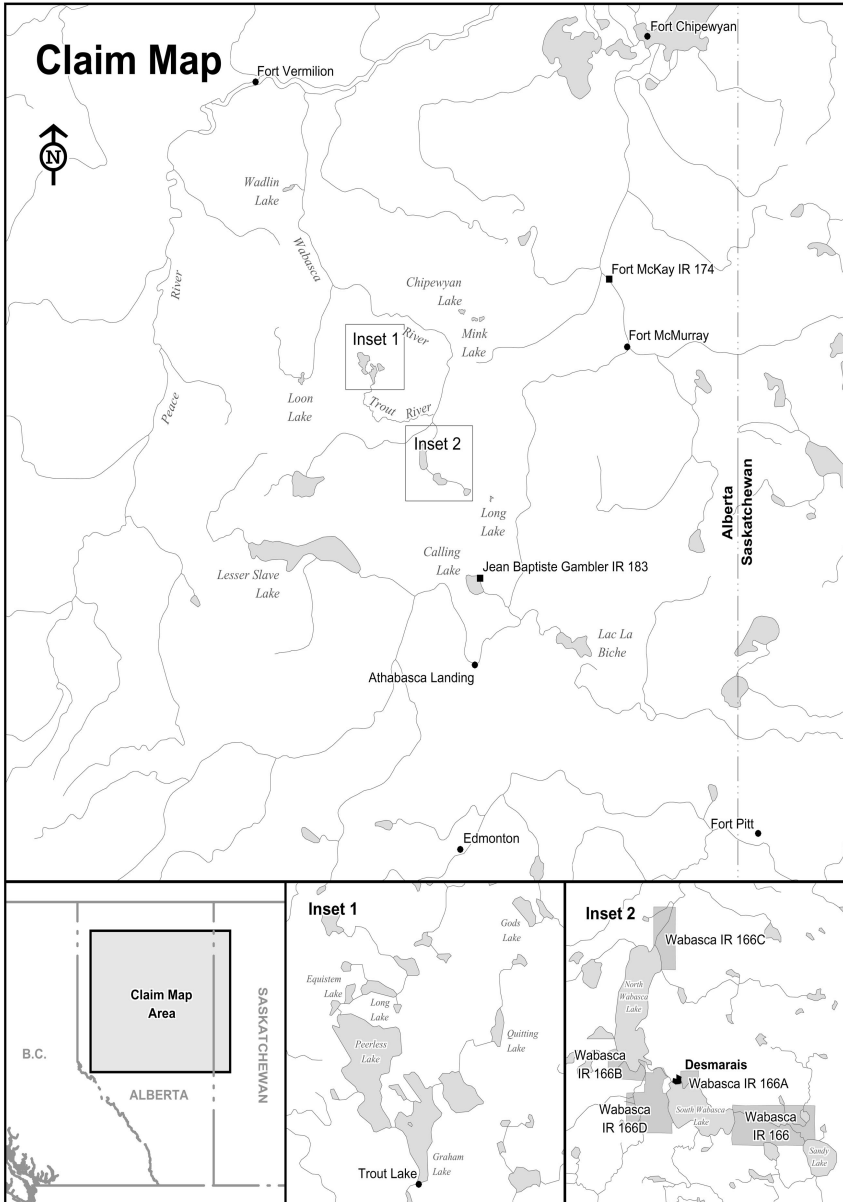 Claim Map
N
Fort Chipewyan
Fort Vermilion
Wadlin
Lake
Wabasca
River
Chipewyan
Lake
Fort McKay IR 174
River
Mink
Lake
Inset 1
Fort McMurray
Loon
Lake
Peace
Trout River
Inset 2
Long
Lake
Alberta
Saskatchewan
Calling
Lake
Jean Baptiste Gambler IR 183
Lesser Slave
Lake
Lac La
Biche
Athabasca Landing
Fort Pitt
Edmonton
Claim Map
Area
B.C.
ALBERTA
SASKATCHEWAN
Inset 1
Gods
Lake
Equistem
Lake
Long
Lake
Peerless
Lake
Quitting
Lake
Graham
Lake
Trout Lake
Inset 2
Wabasca IR 166C
North
Wabasca
Lake
Wabasca
IR 166B
Desmarais
Wabasca IR 166A
Wabasca
IR 166D
South Wabasca
Lake
Wabasca
IR 166
Sandy
Lake